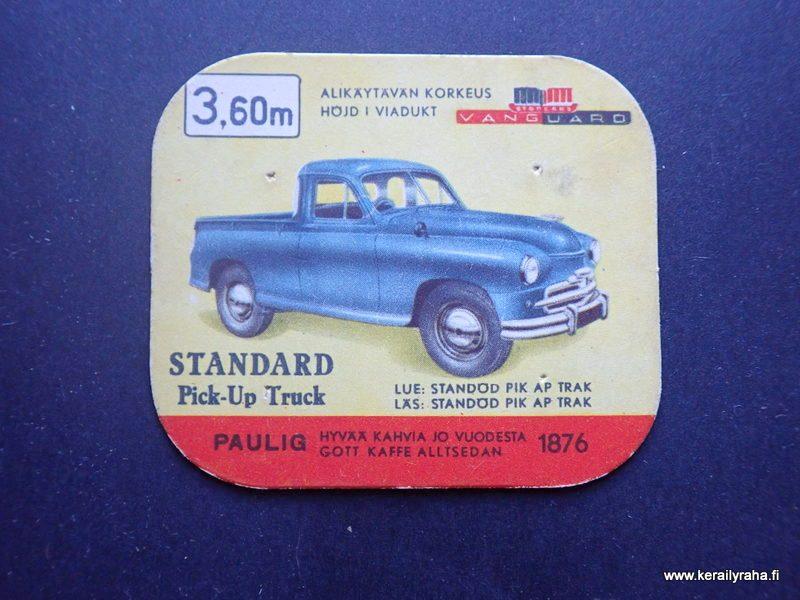 3,60m
ALIKÄYTÄVÄN KORKEUS
HÖJD I VIADUKT
STANDARD
VANGUARD
STANDARD
Pick-Up Truck
LUE: STANDÖD PIK AP TRAK
LÄS: STANDÖD PIK AP TRAK
PAULIG
HYVÄÄ KAHVIA JO VUODESTA
GOTT KAFFE ALLTSEDAN
1876
www.kerailyraha.fi